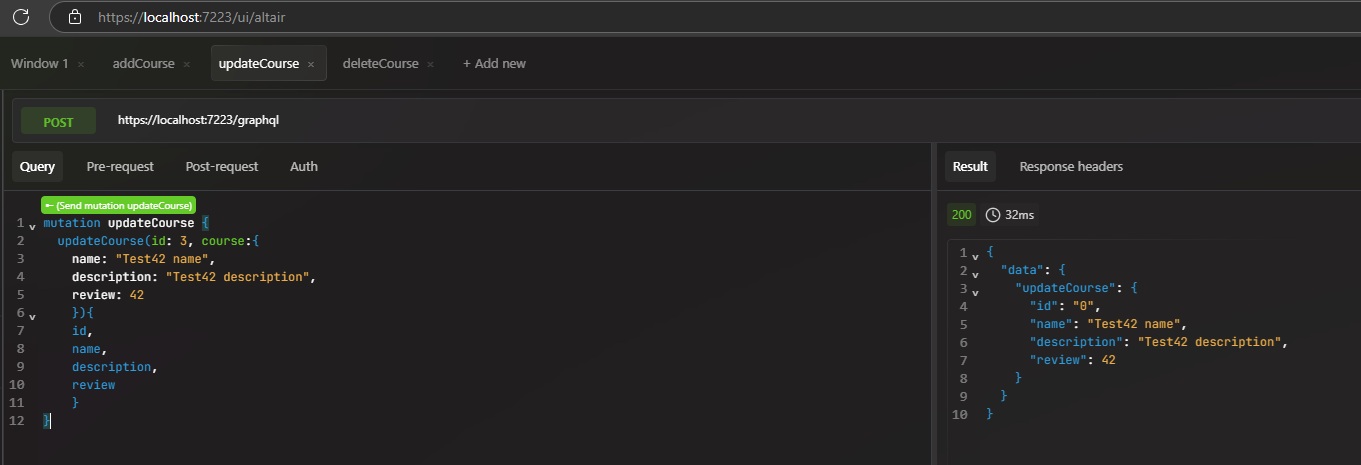 https://localhost:7223/ui/altair
Window 1 × addCourse × updateCourse × deleteCourse × + Add new
POST https://localhost:7223/graphql
Query Pre-request Post-request Auth
← (Send mutation updateCourse)
1 mutation updateCourse {
2 updateCourse(id: 3, course:{
3 name: "Test42 name",
4 description: "Test42 description",
5 review: 42
6 }){
7 id,
8 name,
9 description,
10 review
11 }
12 }
Result Response headers
200 32ms
1 {
2 "data": {
3 "updateCourse": {
4 "id": "0",
5 "name": "Test42 name",
6 "description": "Test42 description",
7 "review": 42
8 }
9 }
10 }